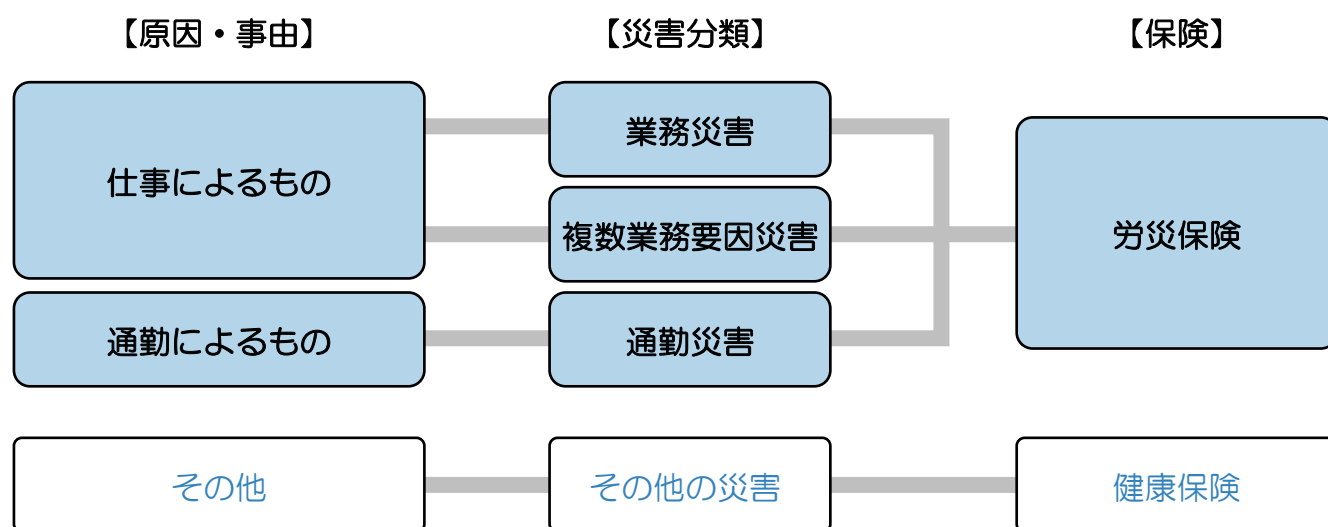 【原因・事由】
【災害分類】
【保険】
仕事によるもの
業務災害
複数業務要因災害
労災保険
通勤によるもの
通勤災害
その他
その他の災害
健康保険